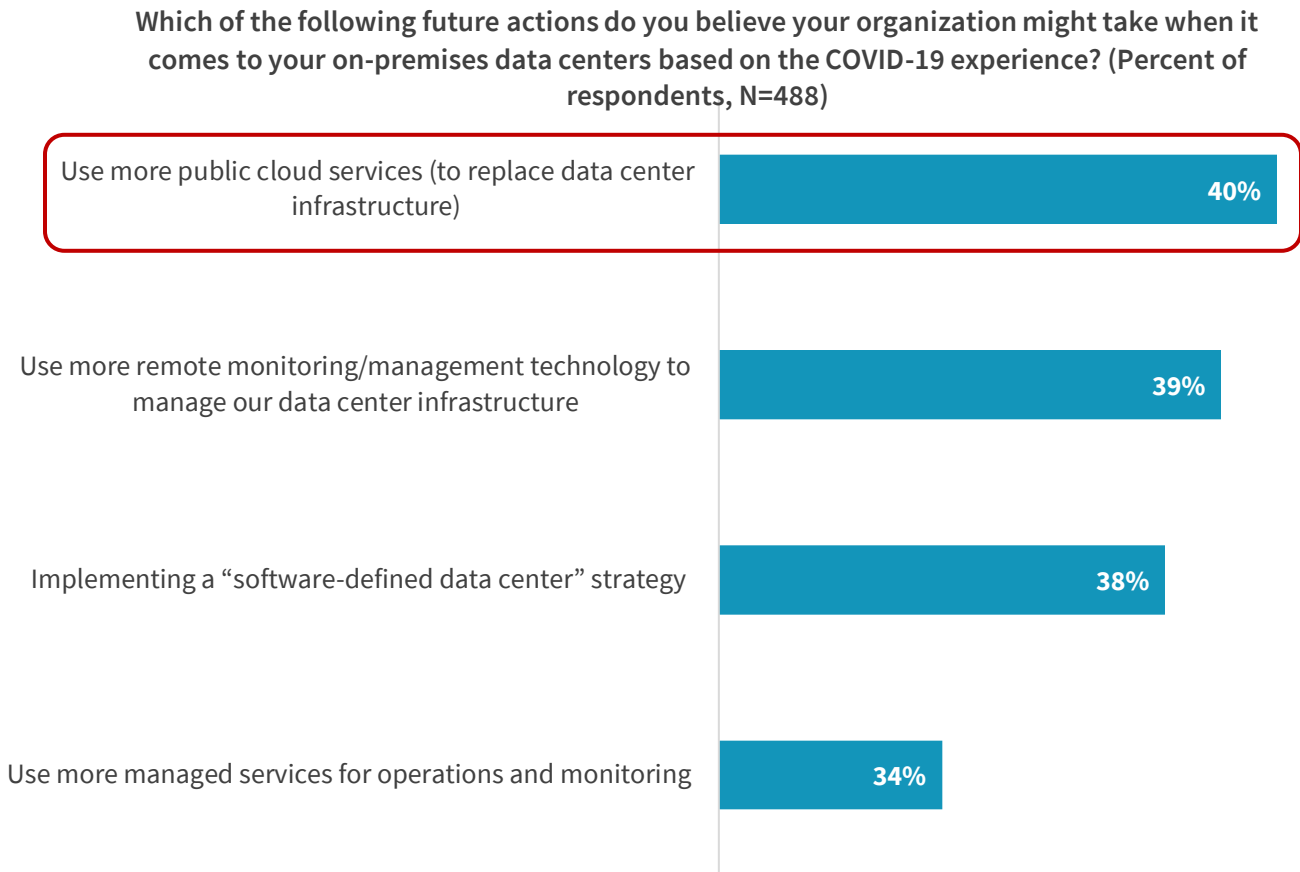 Which of the following future actions do you believe your organization might take when it
comes to your on-premises data centers based on the COVID-19 experience? (Percent of
respondents, N=488)
Use more public cloud services (to replace data center
infrastructure)
40%
Use more remote monitoring/management technology to
manage our data center infrastructure
39%
Implementing a “software-defined data center” strategy
38%
Use more managed services for operations and monitoring
34%